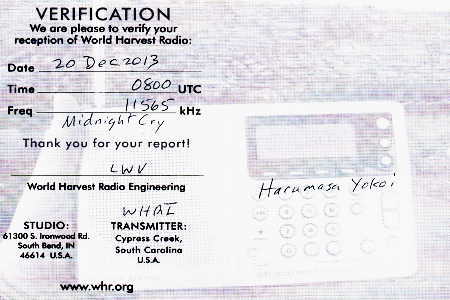 VERIFICATION
We are please to verify your
reception of World Harvest Radio:
Date 20 Dec 2013
Time 0800 UTC
Freq 11565 kHz
Midnight Cry
Thank you for your report!
LWV
World Harvest Radio Engineering
WHRI
Harumasa Yokoi
STUDIO:
61300 S. Ironwood Rd.
South Bend, IN
46614 U.S.A.
TRANSMITTER:
Cypress Creek,
South Carolina
U.S.A.
www.whr.org